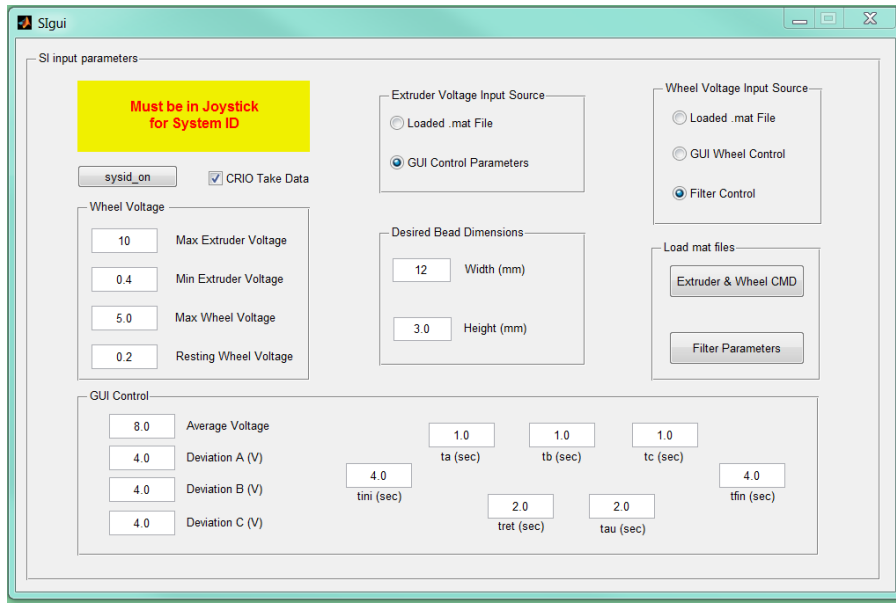 SIgui
SI input parameters
Must be in Joystick
for System ID
sysid_on
CRIO Take Data
Extruder Voltage Input Source
Loaded .mat File
GUI Control Parameters
Wheel Voltage Input Source
Loaded .mat File
GUI Wheel Control
Filter Control
Wheel Voltage
10 Max Extruder Voltage
0.4 Min Extruder Voltage
5.0 Max Wheel Voltage
0.2 Resting Wheel Voltage
Desired Bead Dimensions
12 Width (mm)
3.0 Height (mm)
Load mat files
Extruder & Wheel CMD
Filter Parameters
GUI Control
8.0 Average Voltage
4.0 Deviation A (V)
4.0 Deviation B (V)
4.0 Deviation C (V)
4.0
tini (sec)
1.0
ta (sec)
1.0
tb (sec)
1.0
tc (sec)
2.0
tret (sec)
2.0
tau (sec)
4.0
tfin (sec)